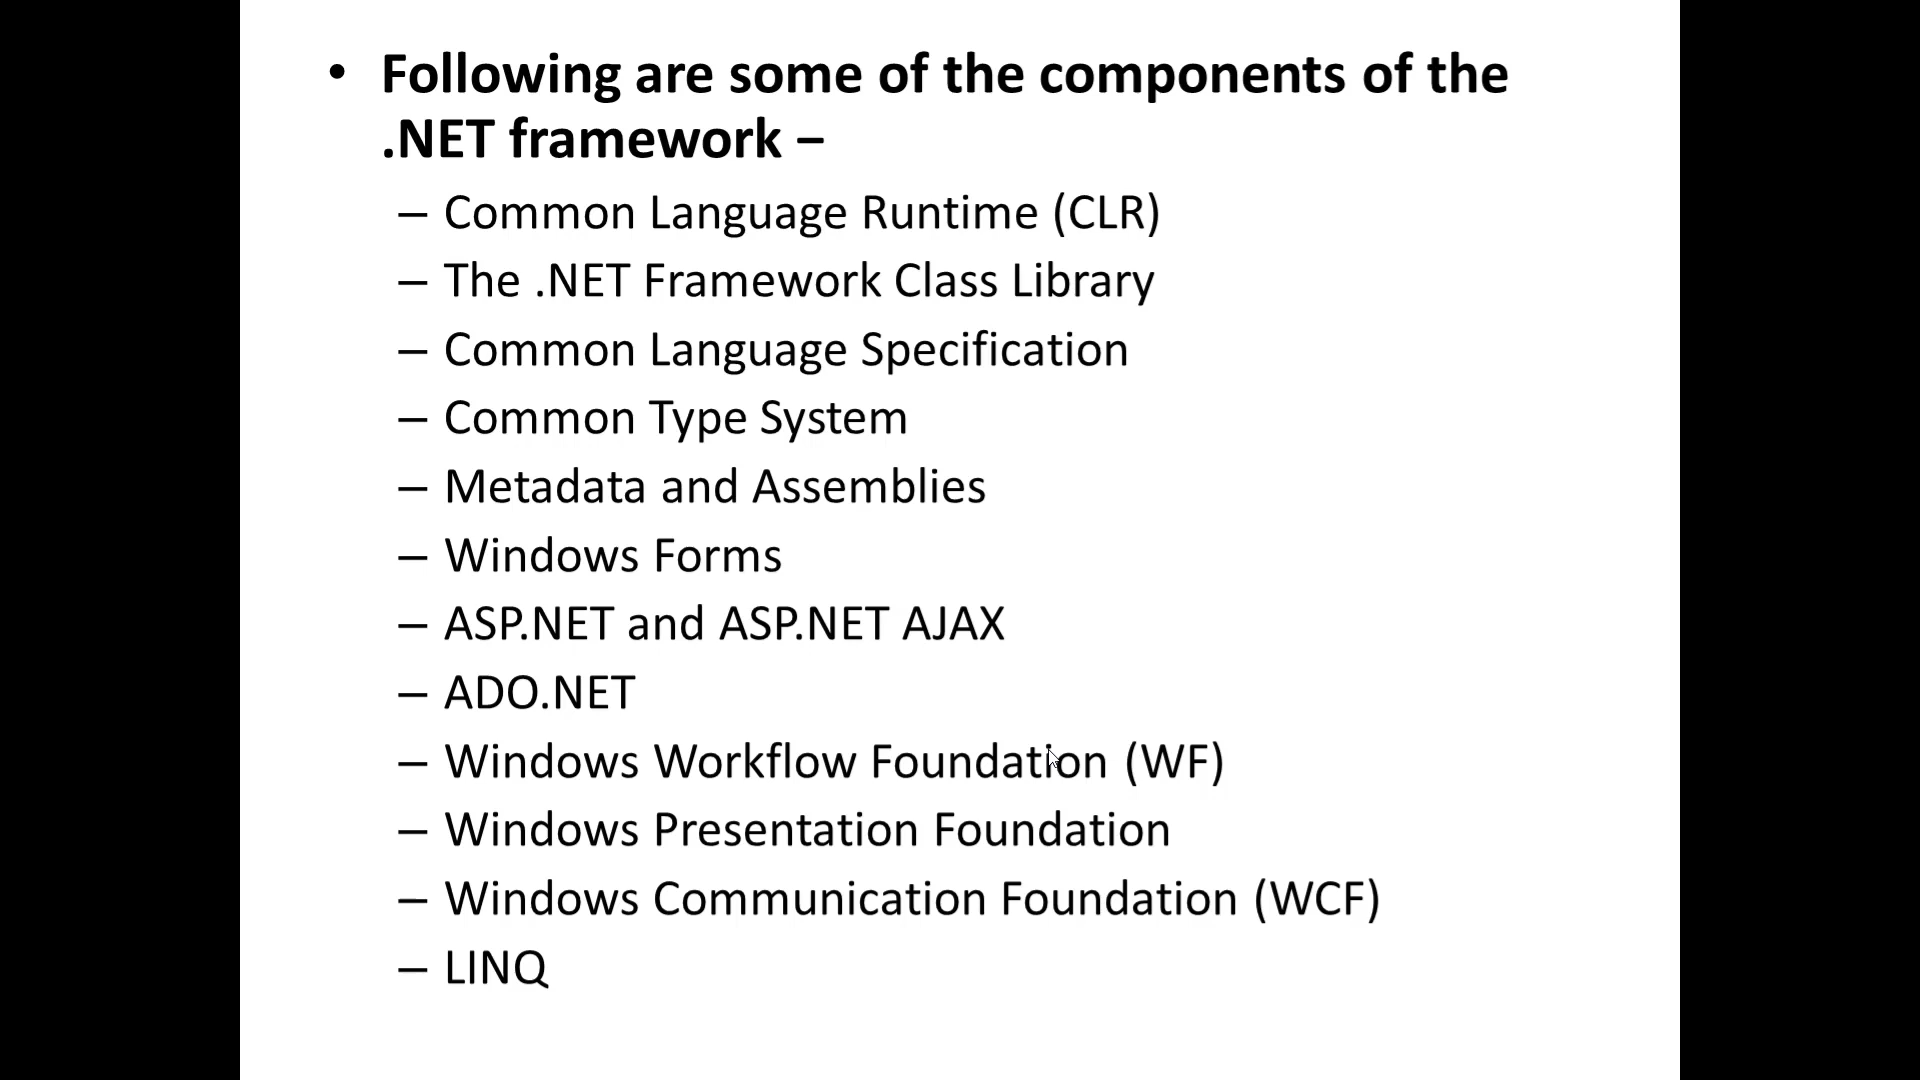 • Following are some of the components of the
.NET framework –
– Common Language Runtime (CLR)
– The .NET Framework Class Library
– Common Language Specification
– Common Type System
– Metadata and Assemblies
– Windows Forms
– ASP.NET and ASP.NET AJAX
– ADO.NET
– Windows Workflow Foundation (WF)
– Windows Presentation Foundation
– Windows Communication Foundation (WCF)
– LINQ